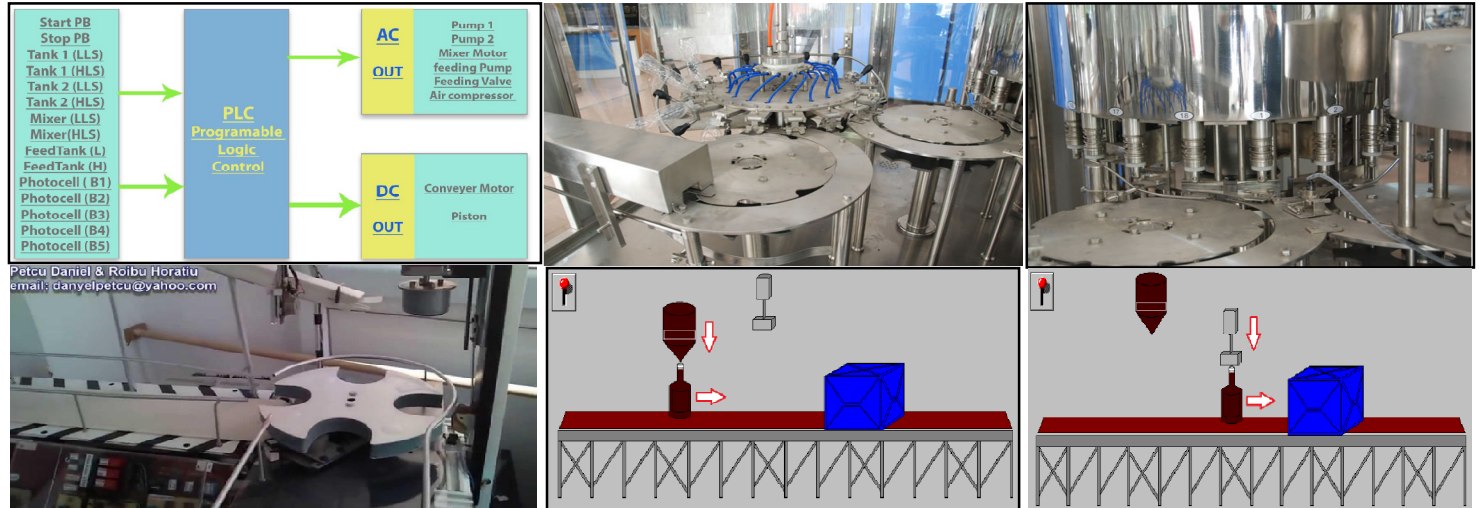 Start PB
Stop PB
Tank 1 (LLS)
Tank 1 (HLS)
Tank 2 (LLS)
Tank 2 (HLS)
Mixer (LLS)
Mixer(HLS)
FeedTank (L)
FeedTank (H)
Photocell ( B1)
Photocell (B2)
Photocell (B3)
Photocell (B4)
Photocell (B5)
PLC
Programable
Logic
Control
AC
OUT
Pump 1
Pump 2
Mixer Motor
feeding Pump
Feeding Valve
Air compressor
DC
OUT
Conveyer Motor
Piston
18
1
Petcu Daniel & Roibu Horatiu
email: danyelpetcu@yahoo.com